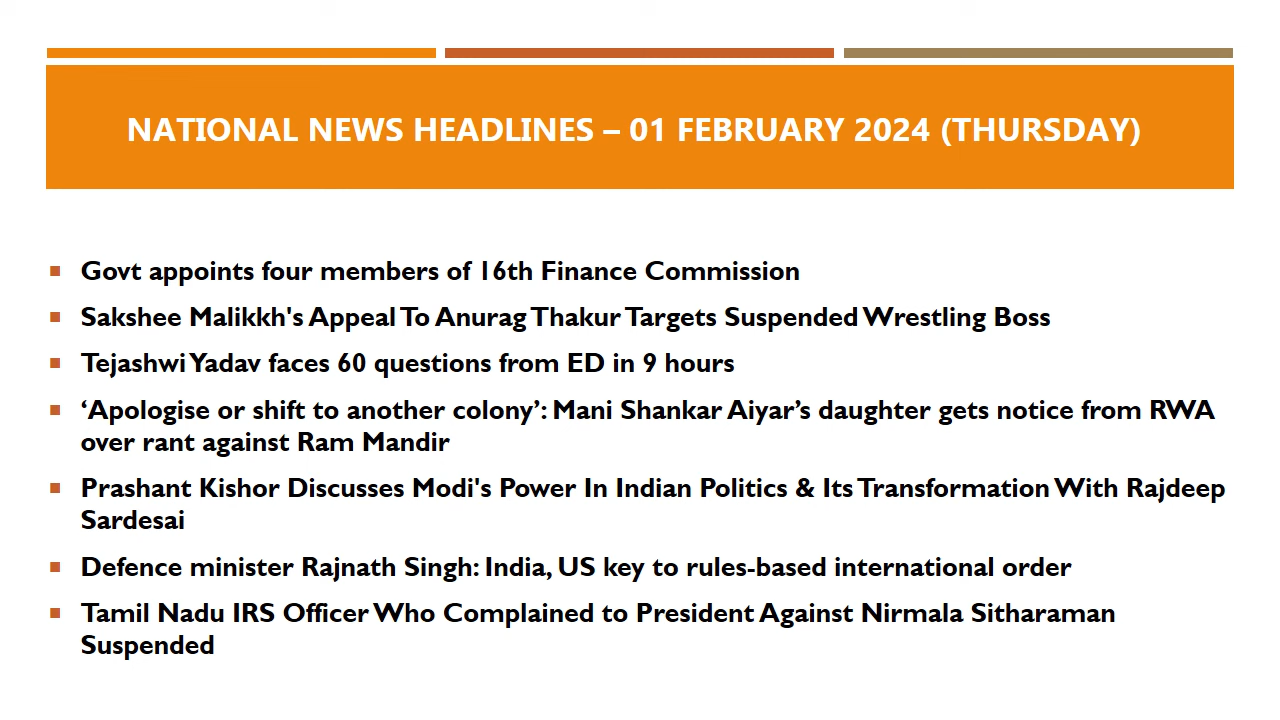 NATIONAL NEWS HEADLINES – 01 FEBRUARY 2024 (THURSDAY)
Govt appoints four members of 16th Finance Commission
Sakshee Malikkh's Appeal To Anurag Thakur Targets Suspended Wrestling Boss
Tejashwi Yadav faces 60 questions from ED in 9 hours
‘Apologise or shift to another colony’: Mani Shankar Aiyar’s daughter gets notice from RWA
over rant against Ram Mandir
Prashant Kishor Discusses Modi's Power In Indian Politics & Its Transformation With Rajdeep
Sardesai
Defence minister Rajnath Singh: India, US key to rules-based international order
Tamil Nadu IRS Officer Who Complained to President Against Nirmala Sitharaman
Suspended